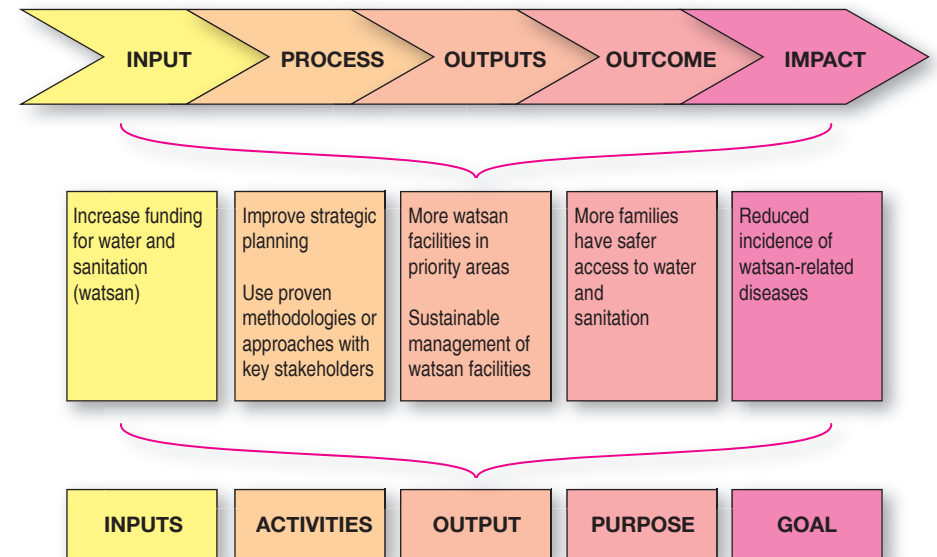 INPUT
PROCESS
OUTPUTS
OUTCOME
IMPACT
Increase funding
for water and
sanitation
(watsan)
Improve strategic
planning
Use proven
methodologies or
approaches with
key stakeholders
More watsan
facilities in
priority areas
Sustainable
management of
watsan facilities
More families
have safer
access to water
and
sanitation
Reduced
incidence of
watsan-related
diseases
INPUTS
ACTIVITIES
OUTPUT
PURPOSE
GOAL